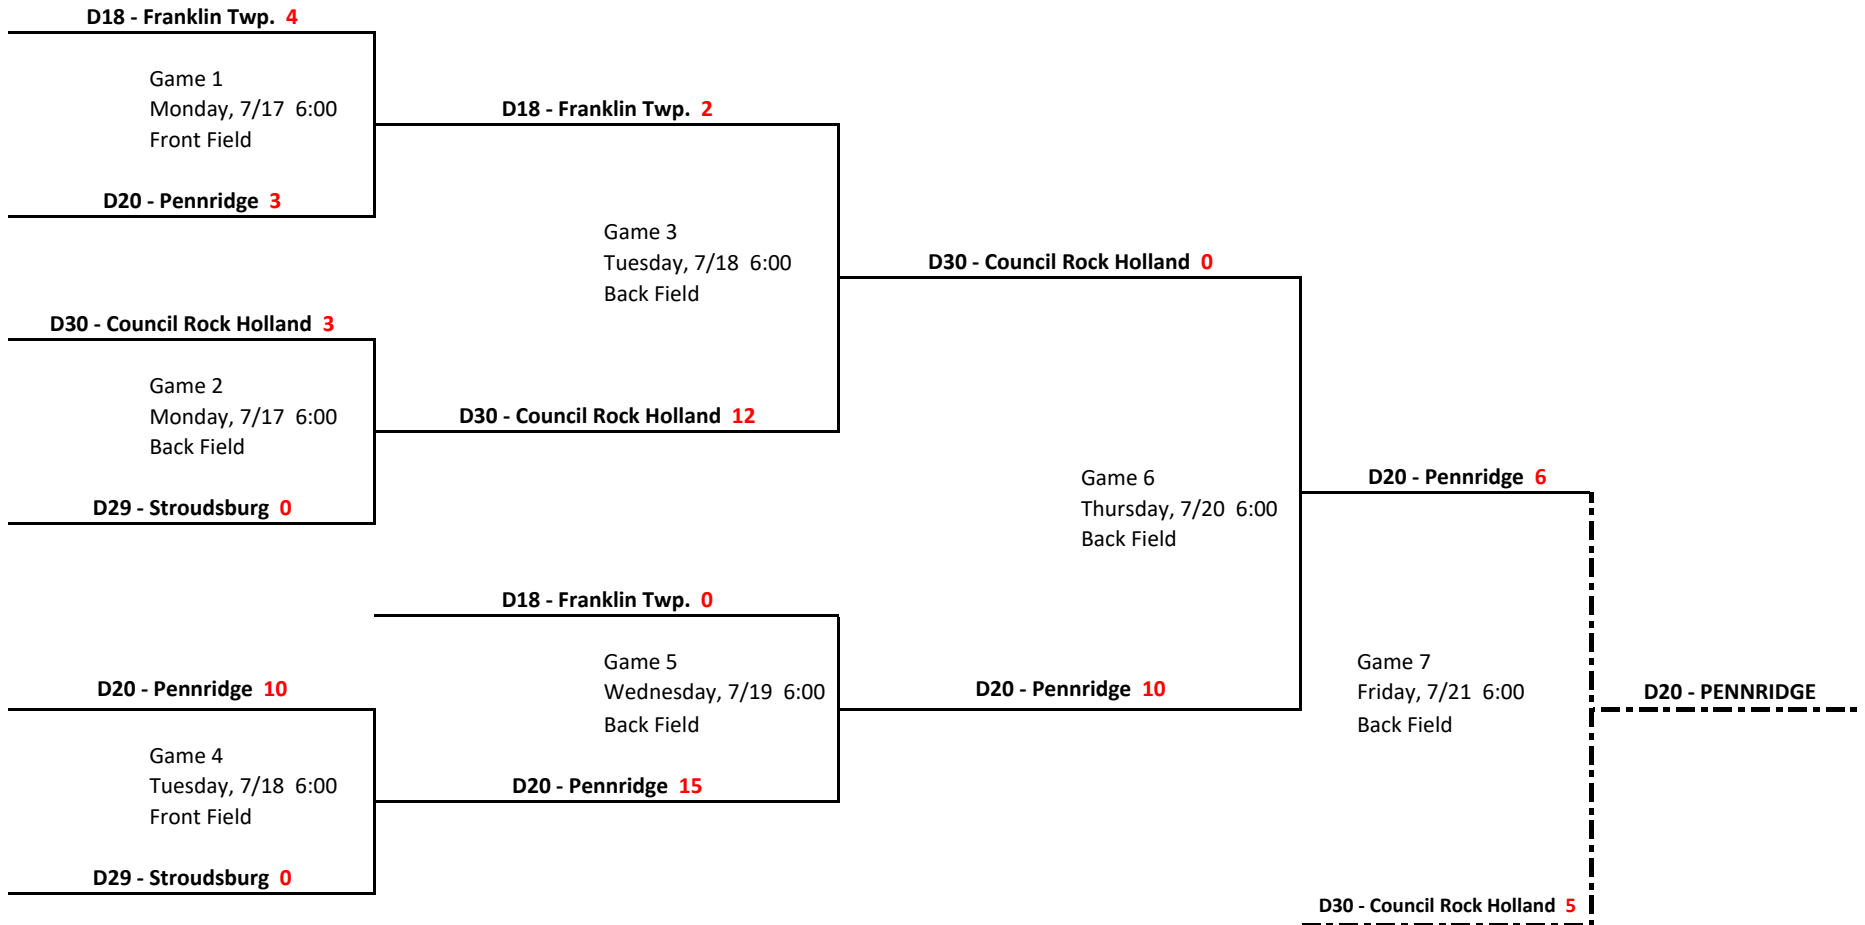 D18 - Franklin Twp. 4
Game 1
Monday, 7/17 6:00
Front Field
D20 - Pennridge 3
D30 - Council Rock Holland 3
Game 2
Monday, 7/17 6:00
Back Field
D29 - Stroudsburg 0
D20 - Pennridge 10
Game 4
Tuesday, 7/18 6:00
Front Field
D29 - Stroudsburg 0
D18 - Franklin Twp. 2
Game 3
Tuesday, 7/18 6:00
Back Field
D30 - Council Rock Holland 12
D18 - Franklin Twp. 0
Game 5
Wednesday, 7/19 6:00
Back Field
D20 - Pennridge 15
D30 - Council Rock Holland 0
Game 6
Thursday, 7/20 6:00
Back Field
D20 - Pennridge 10
D20 - Pennridge 6
Game 7
Friday, 7/21 6:00
Back Field
D30 - Council Rock Holland 5
D20 - PENNRIDGE